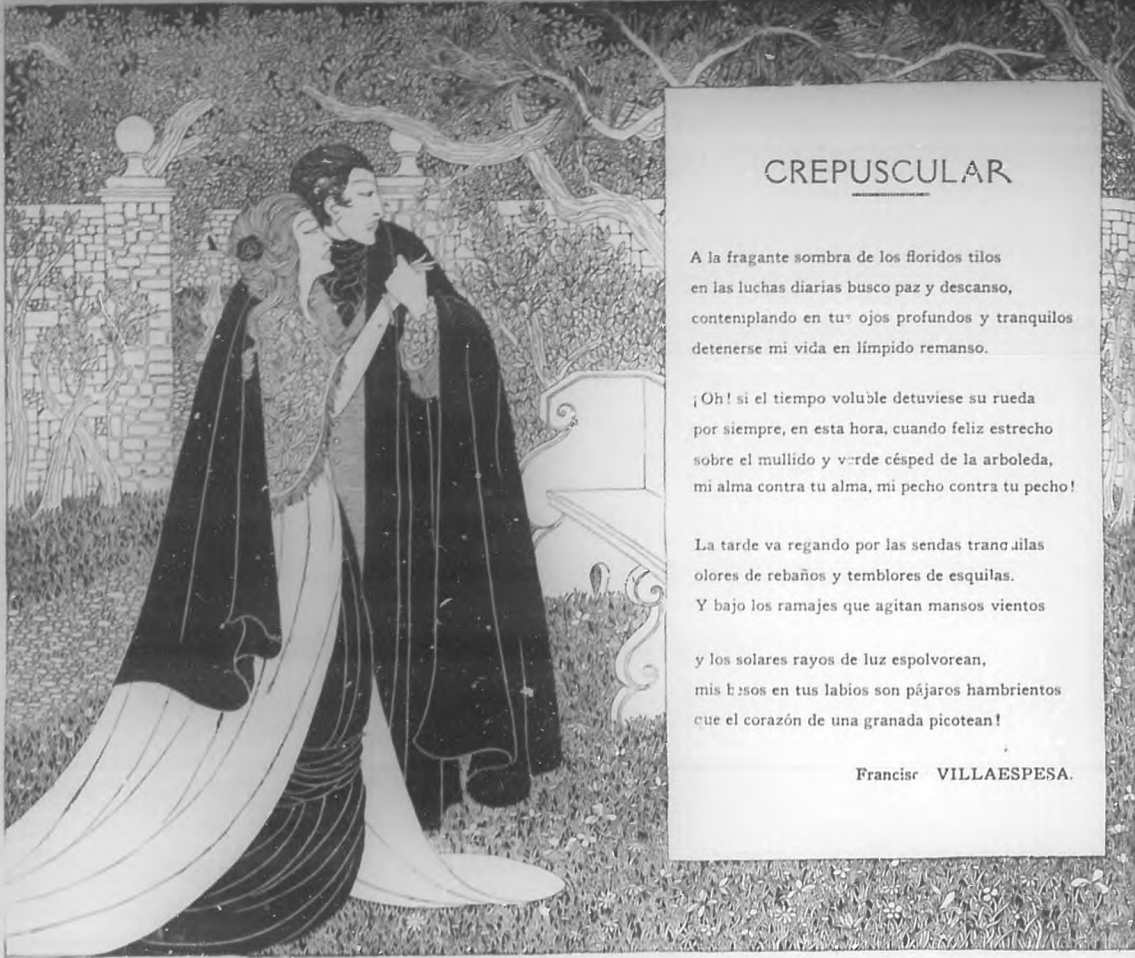 CREPUSCULAR
A la fragante sombra de los floridos tilos
en las luchas diarias busco paz y descanso,
contemplando en tus ojos profundos y tranquilos
detenerse mi vida en límpido remanso.
¡Oh! si el tiempo voluble detuviese su rueda
por siempre, en esta hora, cuando feliz estrecho
sobre el mullido y verde césped de la arboleda,
mi alma contra tu alma, mi pecho contra tu pecho!
La tarde va regando por las sendas tranquilas
olores de rebaños y temblores de esquilas.
Y bajo los ramajes que agitan mansos vientos
y los solares rayos de luz espolvorean,
mis besos en tus labios son pájaros hambrientos
que el corazón de una granada picotean!
VILLAESPESA.